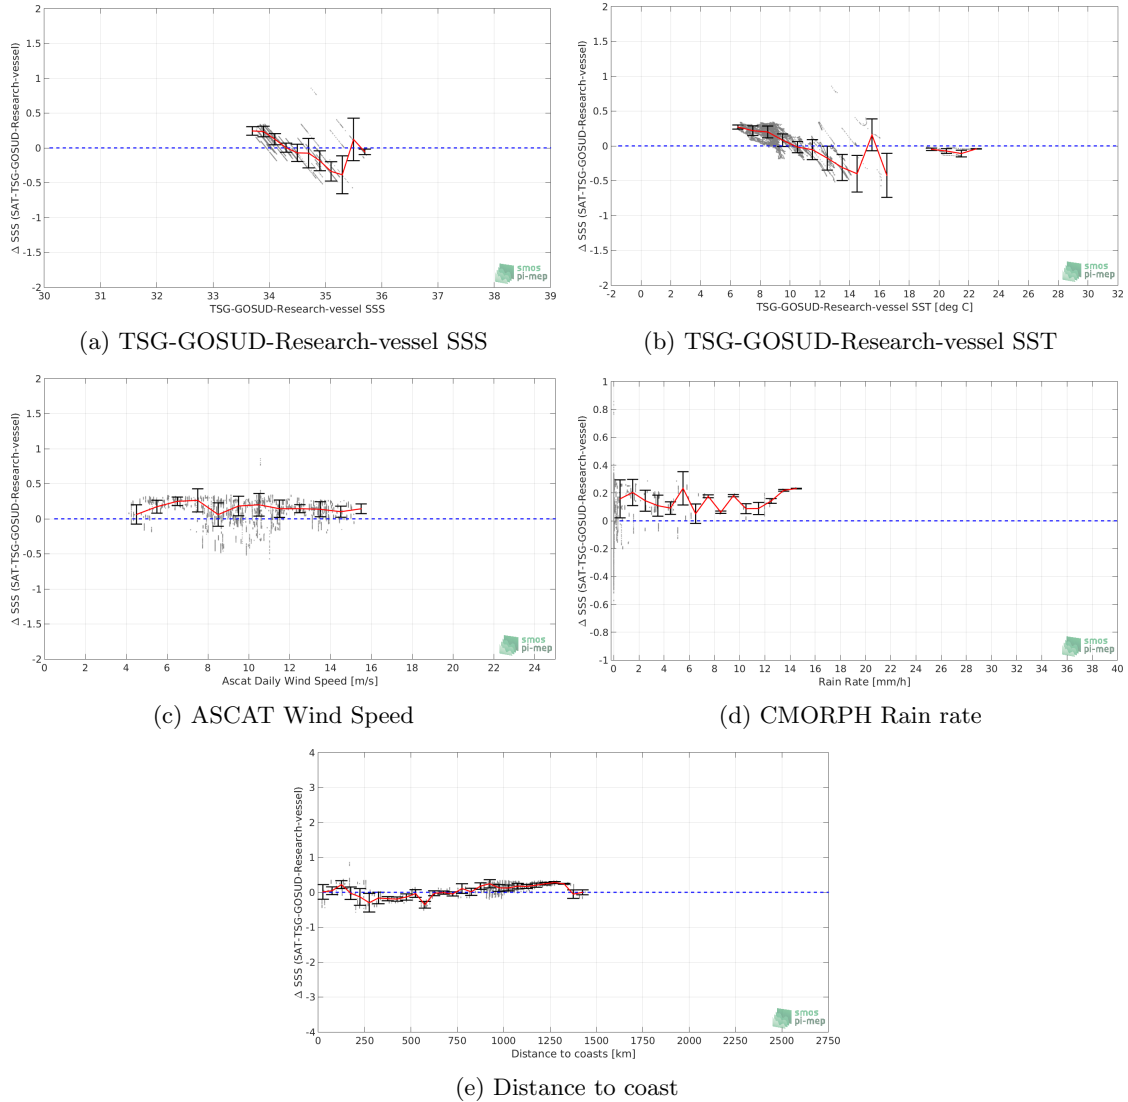 Δ SSS (SAT-TSG-GOSUD-Research-vessel)
2
1.5
1
0.5
0
-0.5
-1
-1.5
-2
30 31 32 33 34 35 36 37 38 39
TSG-GOSUD-Research-vessel SSS
smos
pi-mep
(a) TSG-GOSUD-Research-vessel SSS
Δ SSS (SAT-TSG-GOSUD-Research-vessel)
2
1.5
1
0.5
0
-0.5
-1
-1.5
-2
-2 0 2 4 6 8 10 12 14 16 18 20 22 24 26 28 30 32
TSG-GOSUD-Research-vessel SST [deg C]
smos
pi-mep
(b) TSG-GOSUD-Research-vessel SST
Δ SSS (SAT-TSG-GOSUD-Research-vessel)
2
1.5
1
0.5
0
-0.5
-1
-1.5
-2
0 2 4 6 8 10 12 14 16 18 20 22 24
Ascat Daily Wind Speed [m/s]
smos
pi-mep
(c) ASCAT Wind Speed
Δ SSS (SAT-TSG-GOSUD-Research-vessel)
1
0.8
0.6
0.4
0.2
0
-0.2
-0.4
-0.6
-0.8
-1
0 2 4 6 8 10 12 14 16 18 20 22 24 26 28 30 32 34 36 38 40
Rain Rate [mm/h]
smos
pi-mep
(d) CMORPH Rain rate
Δ SSS (SAT-TSG-GOSUD-Research-vessel)
4
3
2
1
0
-1
-2
-3
-4
0 250 500 750 1000 1250 1500 1750 2000 2250 2500 2750
Distance to coasts [km]
smos
pi-mep
(e) Distance to coast